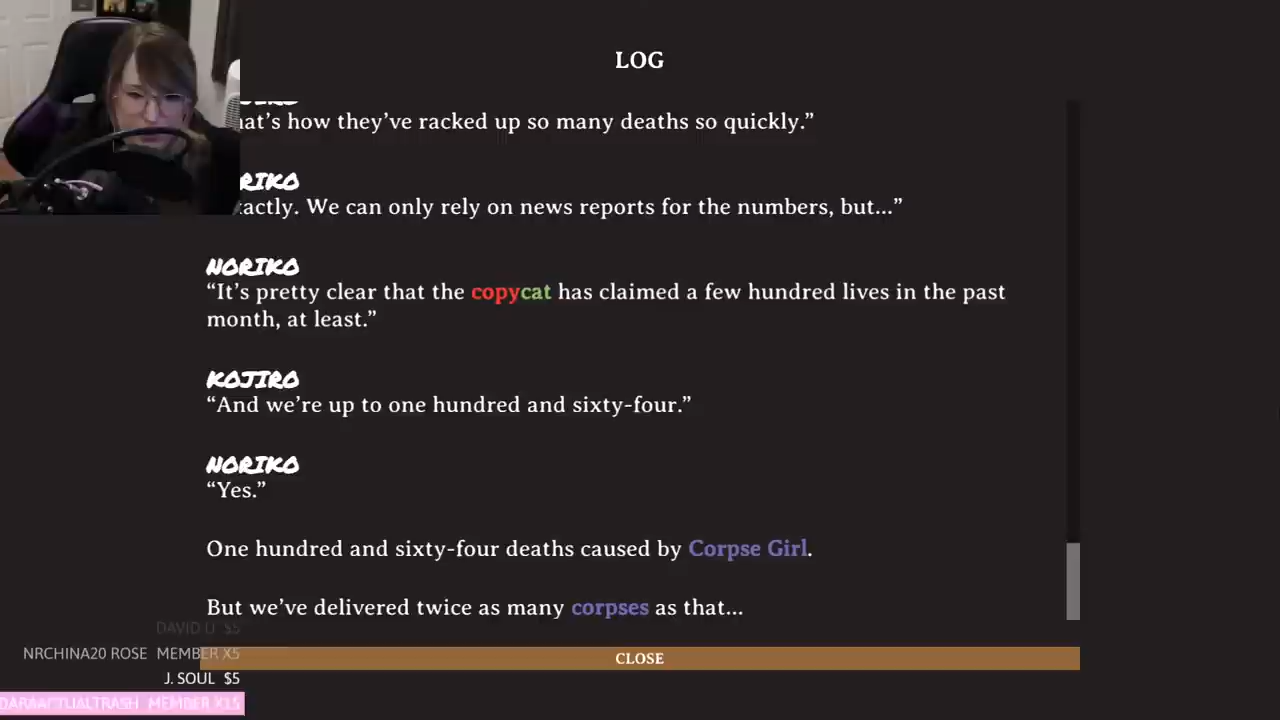 LOG
how they've racked up so many deaths so quickly.”
We can only rely on news reports for the numbers, but...”
NORIKO
“It's pretty clear that the copycat has claimed a few hundred lives in the past
month, at least.”
KOJIRO
“And we're up to one hundred and sixty-four.”
NORIKO
“Yes.”
One hundred and sixty-four deaths caused by Corpse Girl.
But we've delivered twice as many corpses as that...
DAVID U $5
NRCHINA20 ROSE MEMBER X5
CLOSE
J. SOUL $5
MEMBER X15